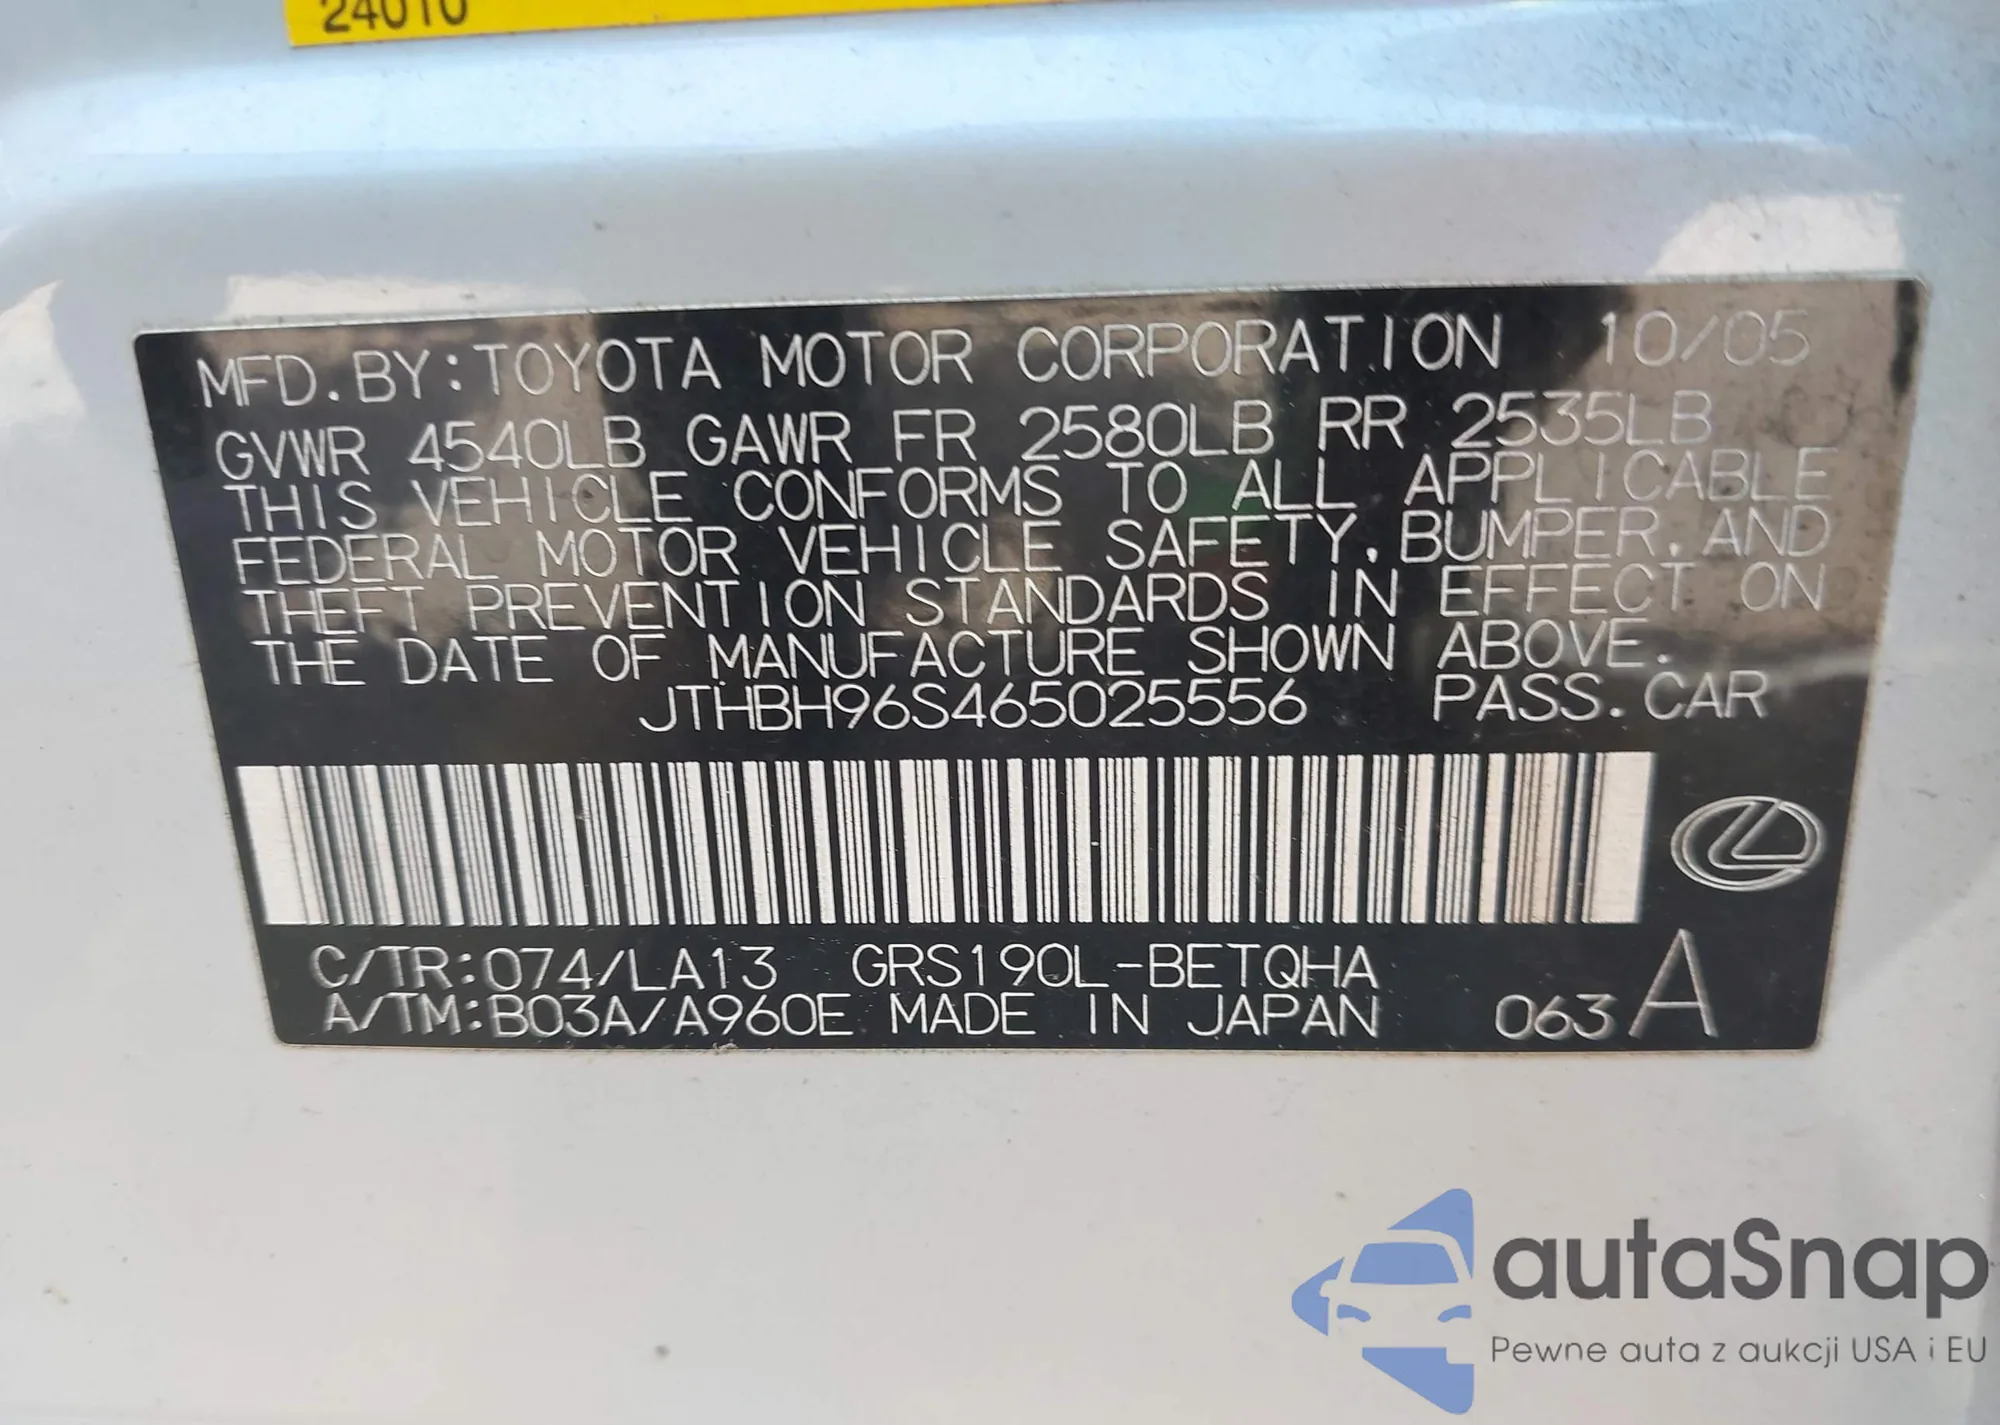 24010
MFD. BY: TOYOTA MOTOR CORPORATION 10/05
GVWR 4540LB GAWR FR 2580LB RR 2535LB
THIS VEHICLE CONFORMS TO ALL APPLICABLE
FEDERAL MOTOR VEHICLE SAFETY, BUMPER, AND
THEFT PREVENTION STANDARDS IN EFFECT ON
THE DATE OF MANUFACTURE SHOWN ABOVE.
JTHBH96S465025556 PASS. CAR
C/TR: 074/LA13 GRS190L-BETQHA
A/TM: B03A/A960E MADE IN JAPAN 063 A
autaSnap
Pewne auta z aukcji USA i EU